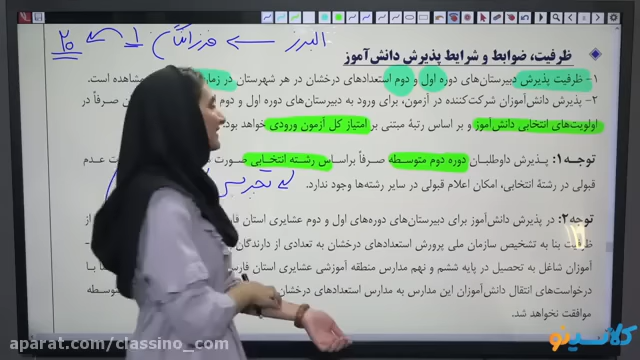 البرز ← فرزانگان ۱ ۲۰
ظرفیت، ضوابط و شرایط پذیرش دانش‌آموز
۱- ظرفیت پذیرش دبیرستان‌های دوره اول و دوم استعدادهای درخشان در هر شهرستان در زمان مشاهده است.
۲- پذیرش دانش‌آموزان شرکت‌کننده در آزمون، برای ورود به دبیرستان‌های دوره اول و دوم صرفاً در
اولویت‌های انتخابی دانش‌آموز و بر اساس رتبهٔ مبتنی بر امتیاز کل آزمون ورودی خواهد بود.
توجه۱: پذیرش داوطلبان دوره دوم متوسطه صرفاً براساس رشته انتخابی صورت عدم
قبولی در رشتهٔ انتخابی، امکان اعلام قبولی در سایر رشته‌ها وجود ندارد.
توجه۲: در پذیرش دانش‌آموز برای دبیرستان‌های دوره‌های اول و دوم عشایری استان از
ظرفیت بنا به تشخیص سازمان ملی پرورش استعدادهای درخشان به تعدادی از دارندگان
آموزان شاغل به تحصیل در پایه ششم و نهم مدارس منطقه آموزشی عشایری استان فارس با
درخواست‌های انتقال دانش‌آموزان این مدارس به مدارس استعدادهای درخشان متوسطه
موافقت نخواهد شد.
کلاسینو
aparat.com/classino_com